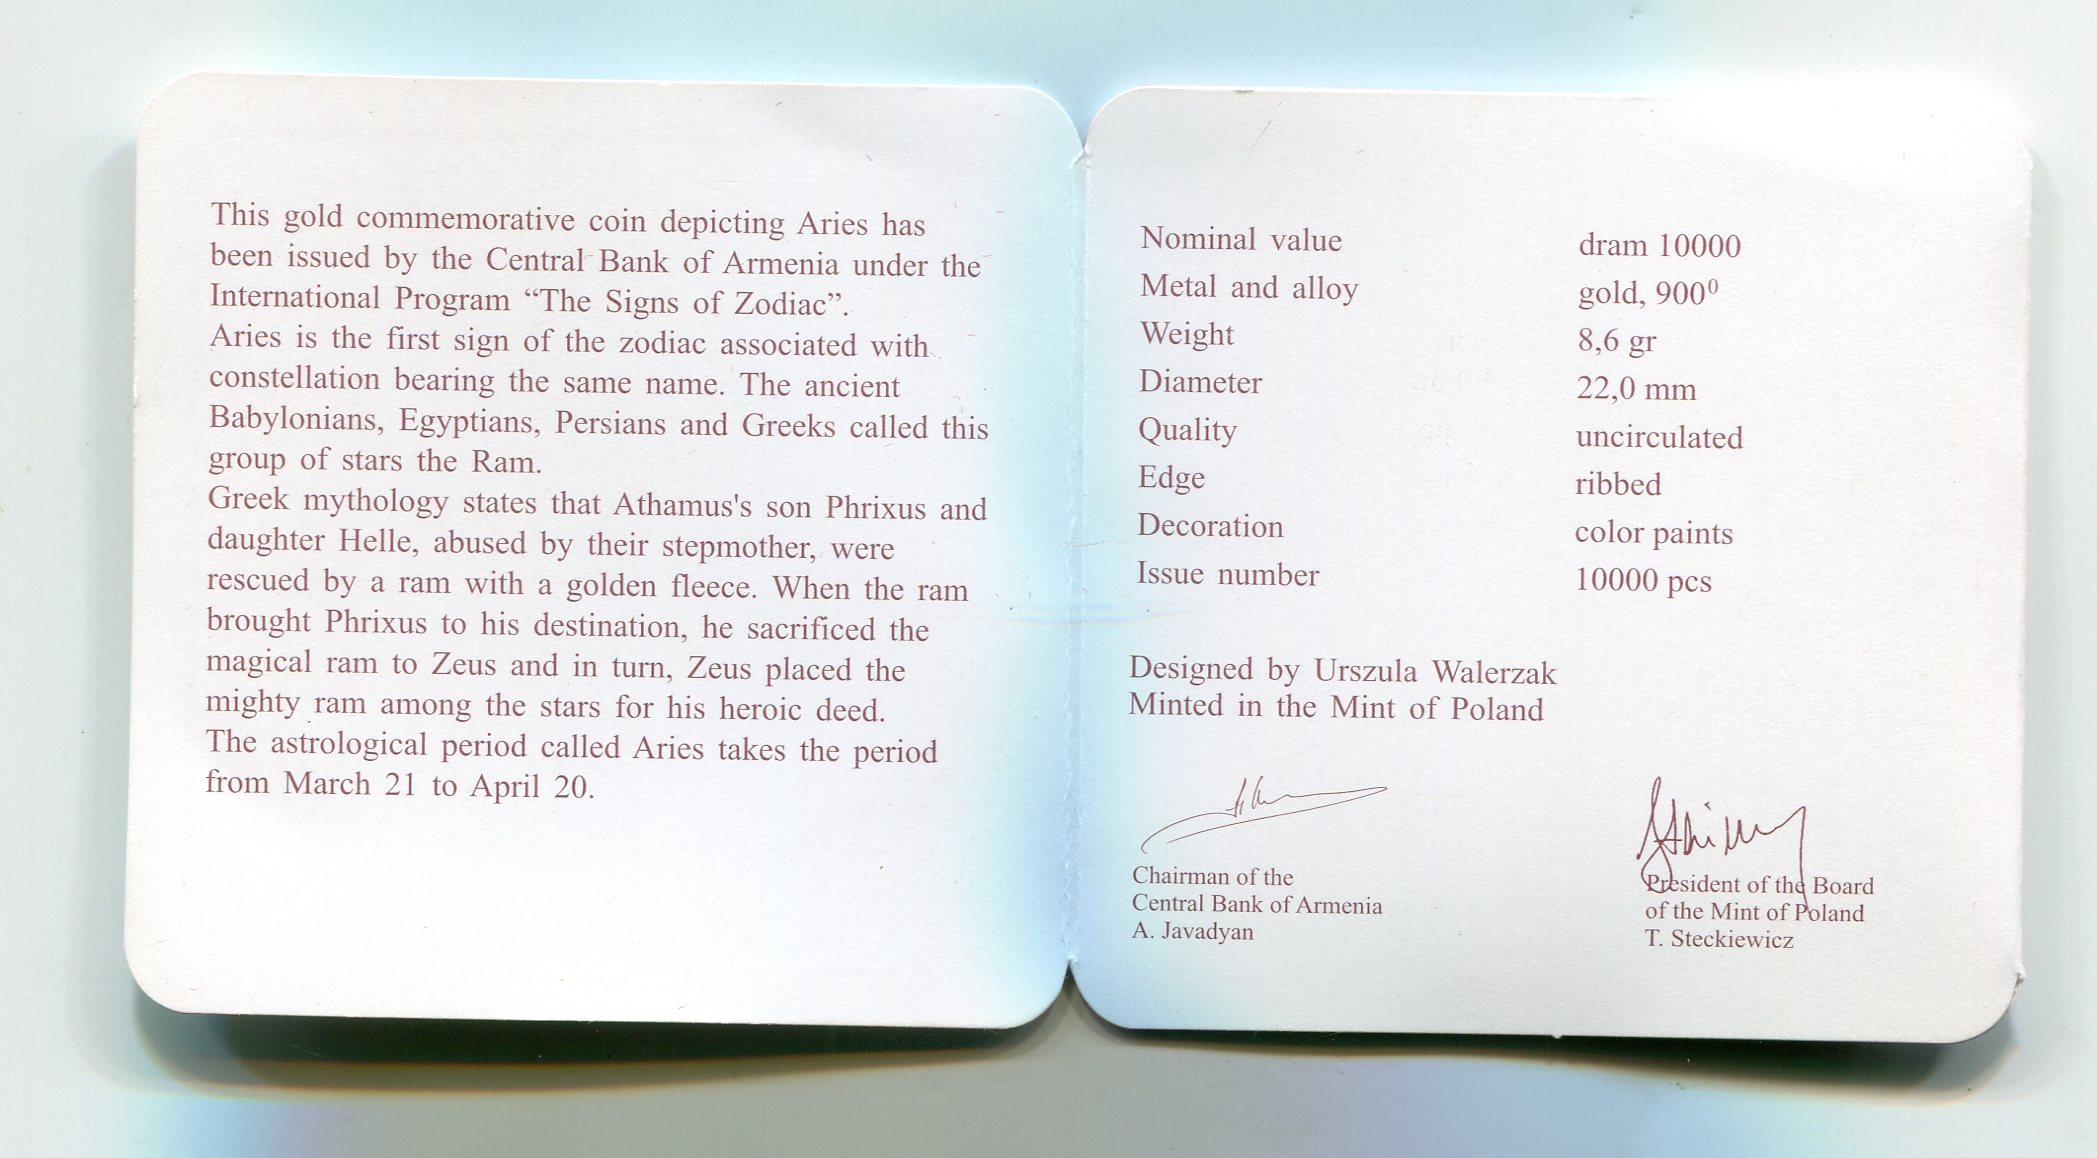 This gold commemorative coin depicting Aries has
been issued by the Central Bank of Armenia under the
International Program “The Signs of Zodiac”.
Aries is the first sign of the zodiac associated with
constellation bearing the same name. The ancient
Babylonians, Egyptians, Persians and Greeks called this
group of stars the Ram.
Greek mythology states that Athamus's son Phrixus and
daughter Helle, abused by their stepmother, were
rescued by a ram with a golden fleece. When the ram
brought Phrixus to his destination, he sacrificed the
magical ram to Zeus and in turn, Zeus placed the
mighty ram among the stars for his heroic deed.
The astrological period called Aries takes the period
from March 21 to April 20.
Nominal value dram 10000
Metal and alloy gold, 900⁰
Weight 8,6 gr
Diameter 22,0 mm
Quality uncirculated
Edge ribbed
Decoration color paints
Issue number 10000 pcs
Designed by Urszula Walerzak
Minted in the Mint of Poland
Chairman of the
Central Bank of Armenia
A. Javadyan
President of the Board
of the Mint of Poland
T. Steckiewicz